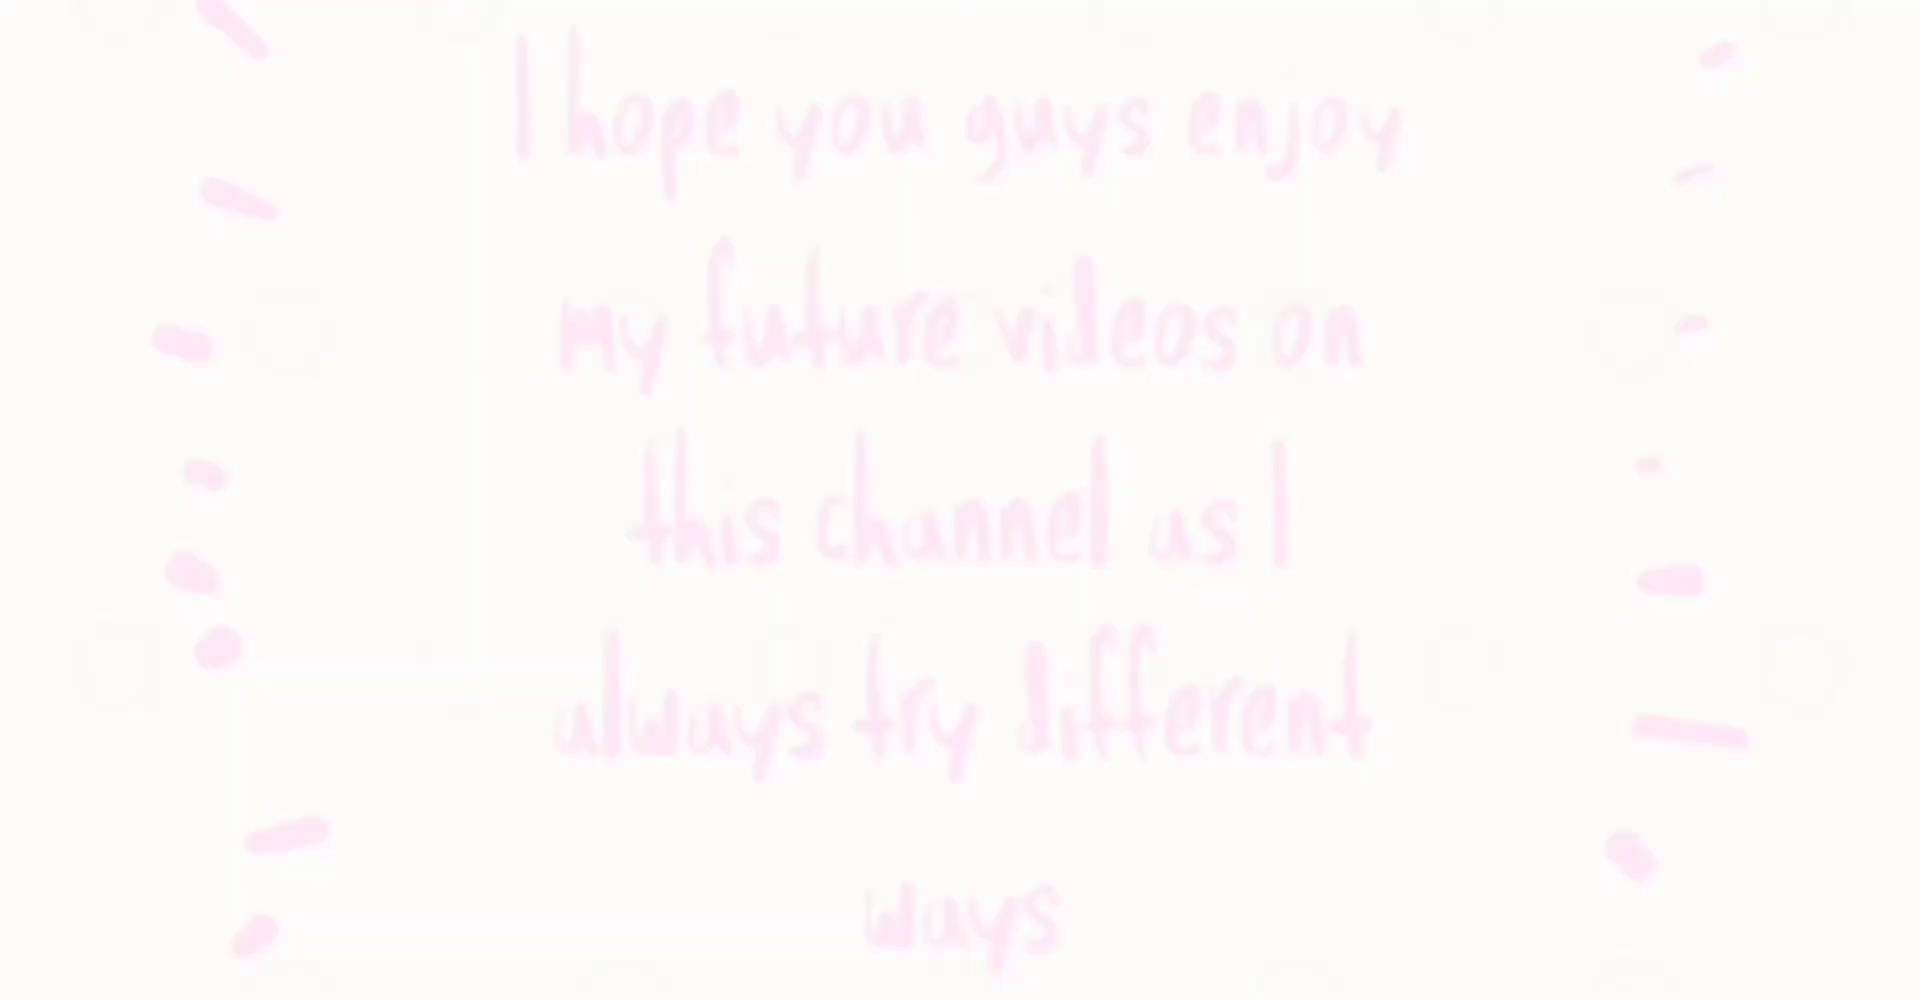 I hope you guys enjoy
my future videos on
this channel as I
always try different
ways